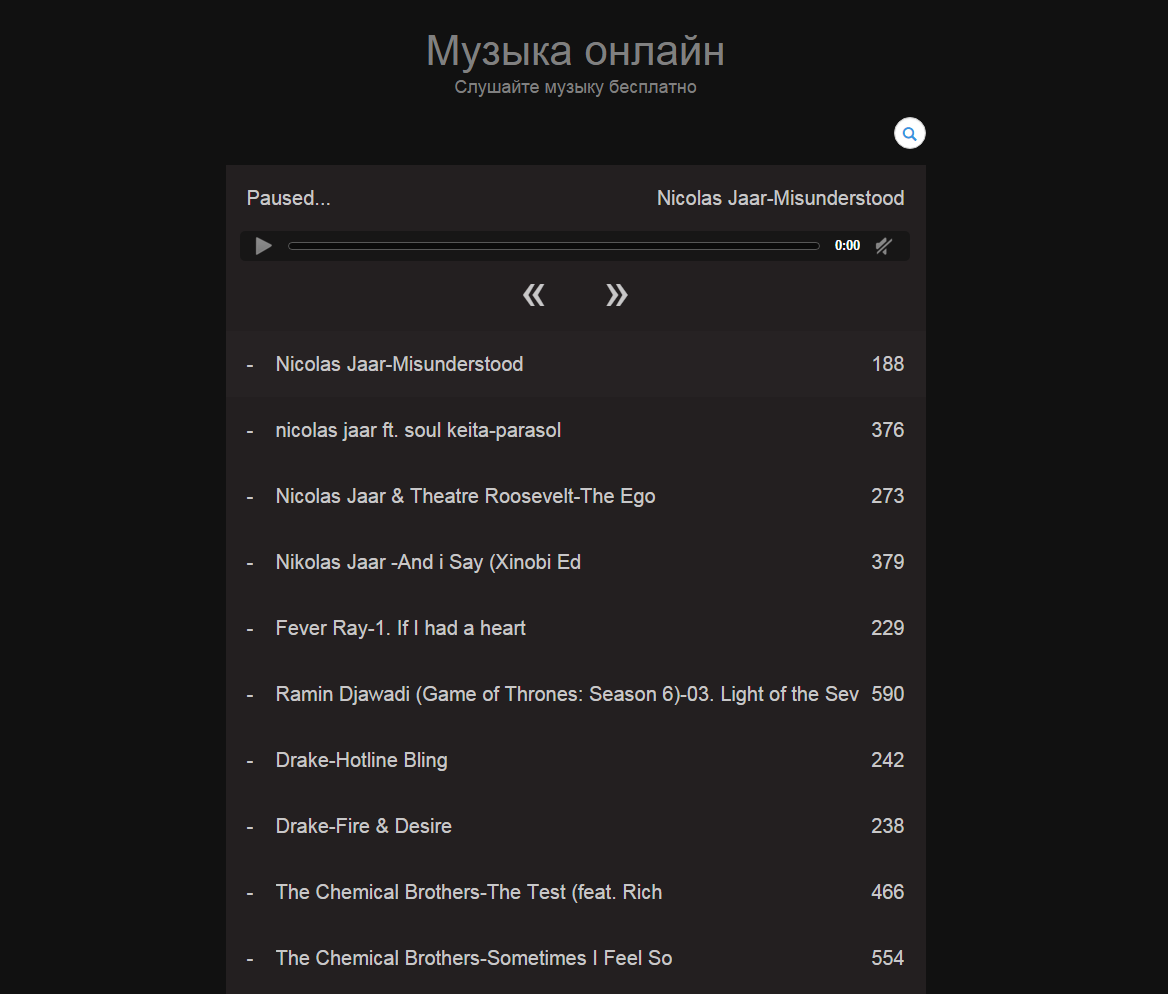 Музыка онлайн
Слушайте музыку бесплатно
Paused... Nicolas Jaar-Misunderstood
0:00
- Nicolas Jaar-Misunderstood 188
- nicolas jaar ft. soul keita-parasol 376
- Nicolas Jaar & Theatre Roosevelt-The Ego 273
- Nikolas Jaar -And i Say (Xinobi Ed 379
- Fever Ray-1. If I had a heart 229
- Ramin Djawadi (Game of Thrones: Season 6)-03. Light of the Sev 590
- Drake-Hotline Bling 242
- Drake-Fire & Desire 238
- The Chemical Brothers-The Test (feat. Rich 466
- The Chemical Brothers-Sometimes I Feel So 554